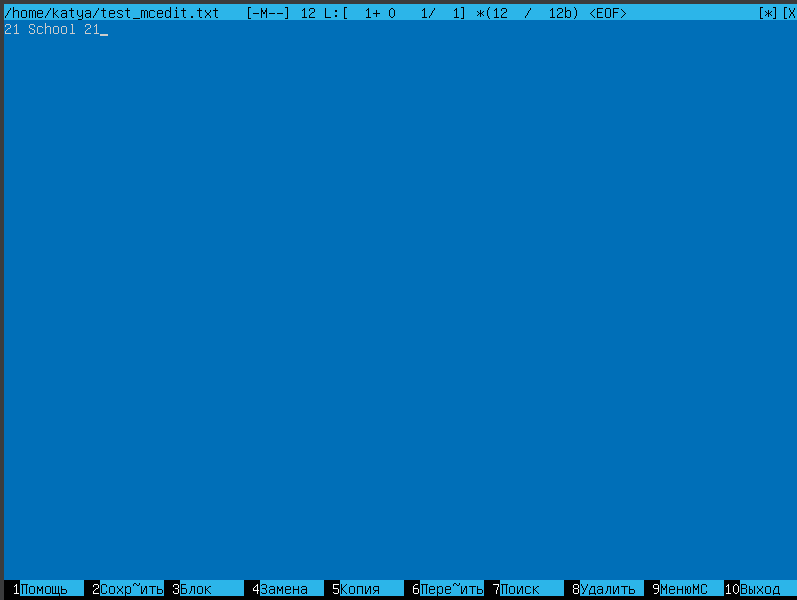 /home/katya/test_mcedit.txt   [-M--] 12 L:[  1+ 0   1/  1] *(12  /  12b) <EOF>                [*][X
21 School 21_
1Помощь  2Сохр~ить 3Блок    4Замена  5Копия   6Пере~ить 7Поиск   8Удалить 9МенюMC 10Выход